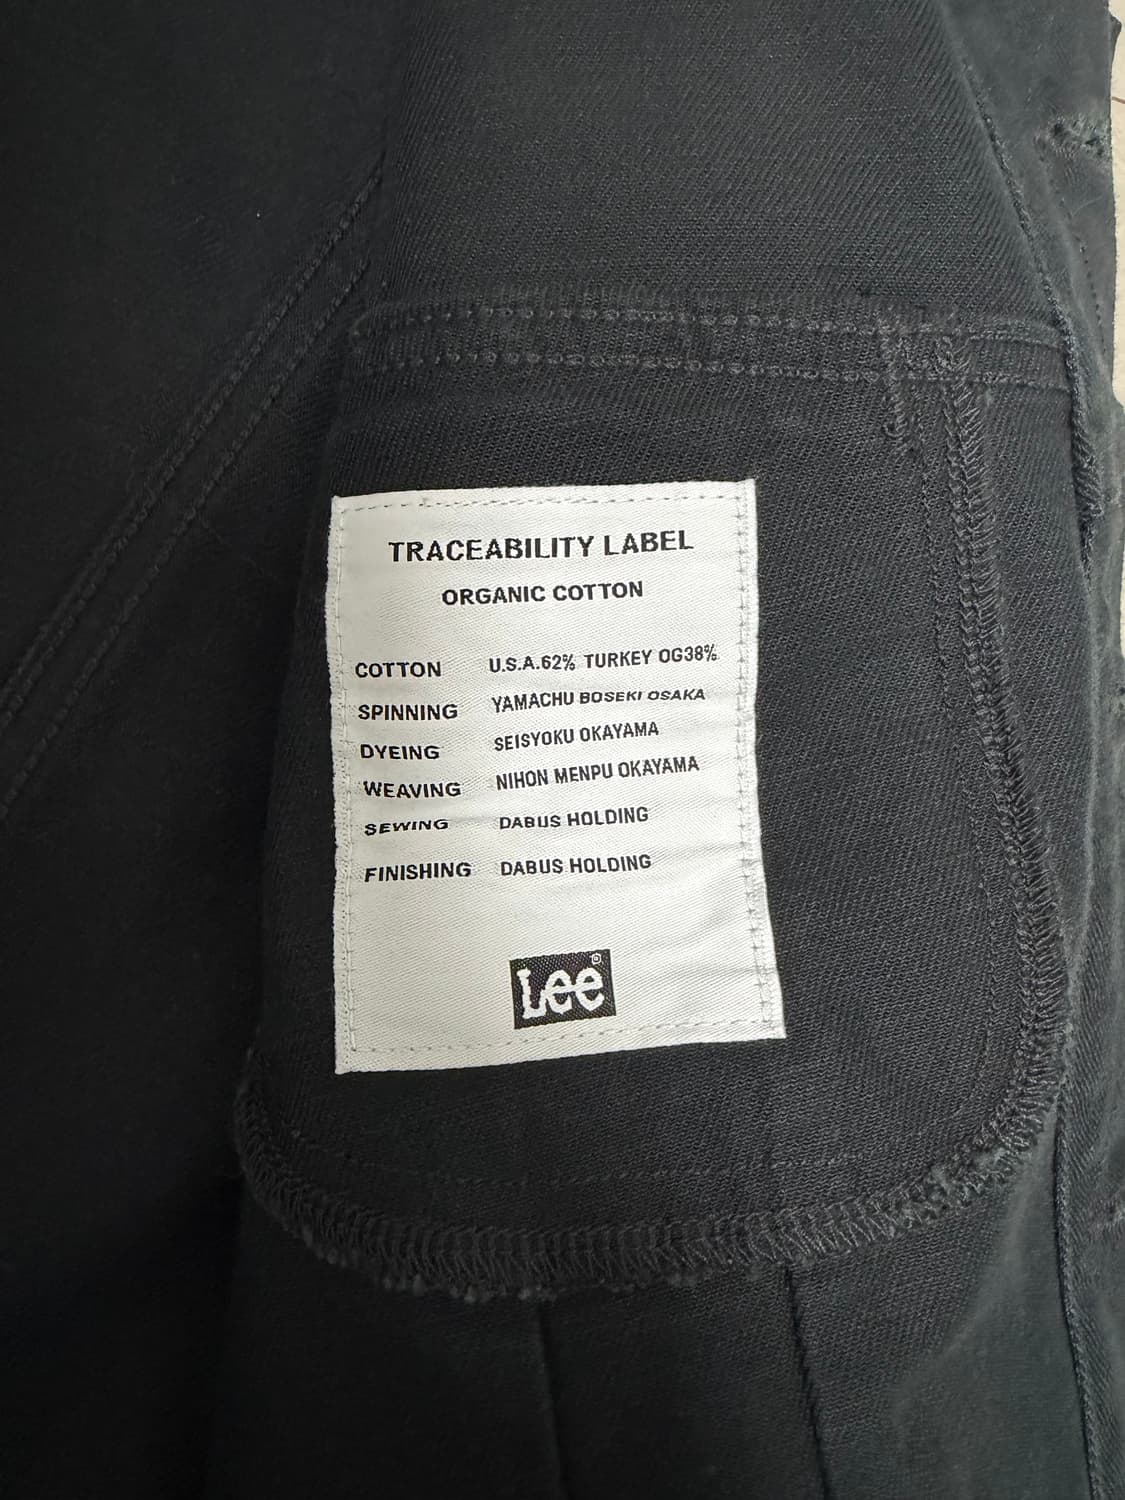 TRACEABILITY LABEL
ORGANIC COTTON
COTTON U.S.A.62% TURKEY OG38%
SPINNING YAMACHU BOSEKI OSAKA
DYEING SEISYOKU OKAYAMA
WEAVING NIHON MENPU OKAYAMA
SEWING DABUS HOLDING
FINISHING DABUS HOLDING
Lee®